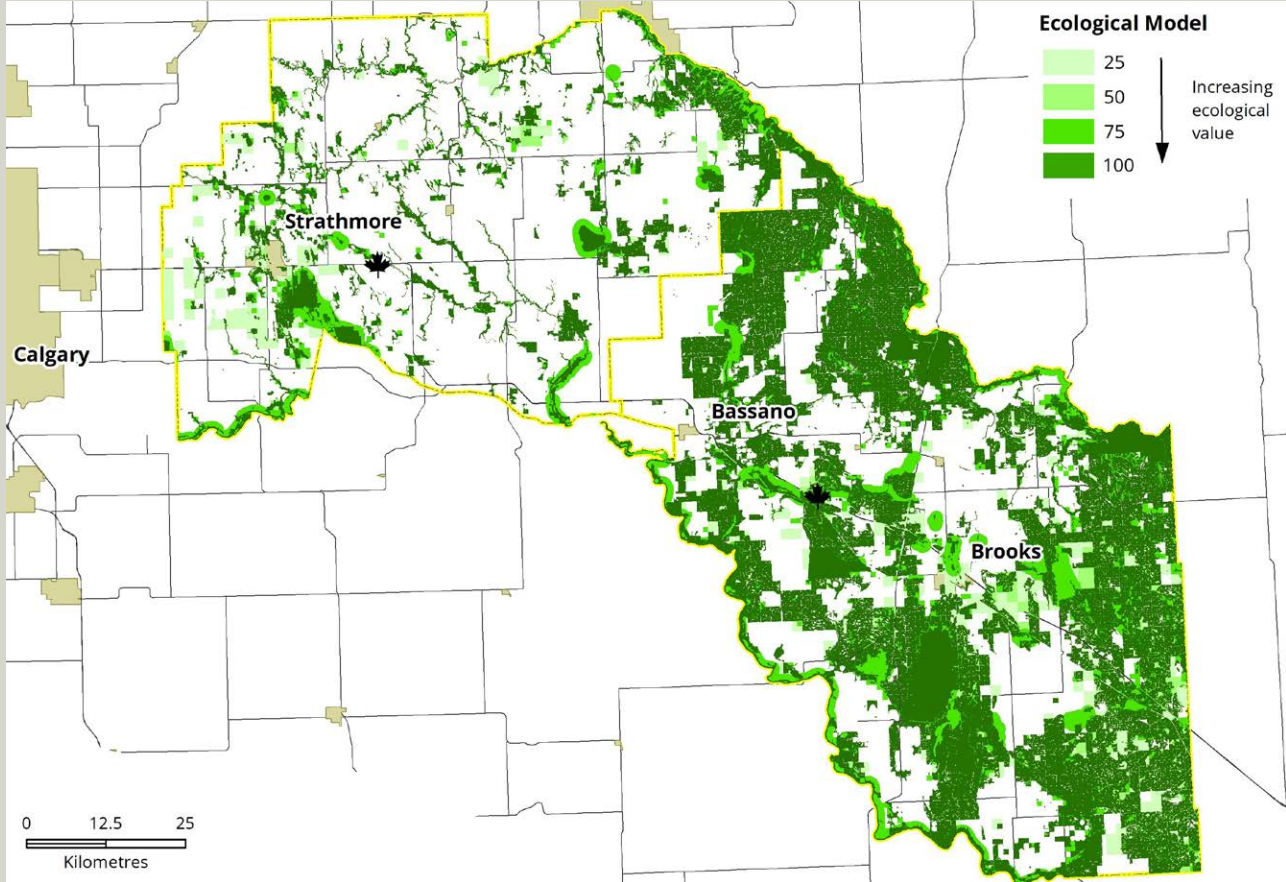 Ecological Model
25
50
75
100
Increasing
ecological
value
Strathmore
Calgary
Bassano
Brooks
0 12.5 25
Kilometres